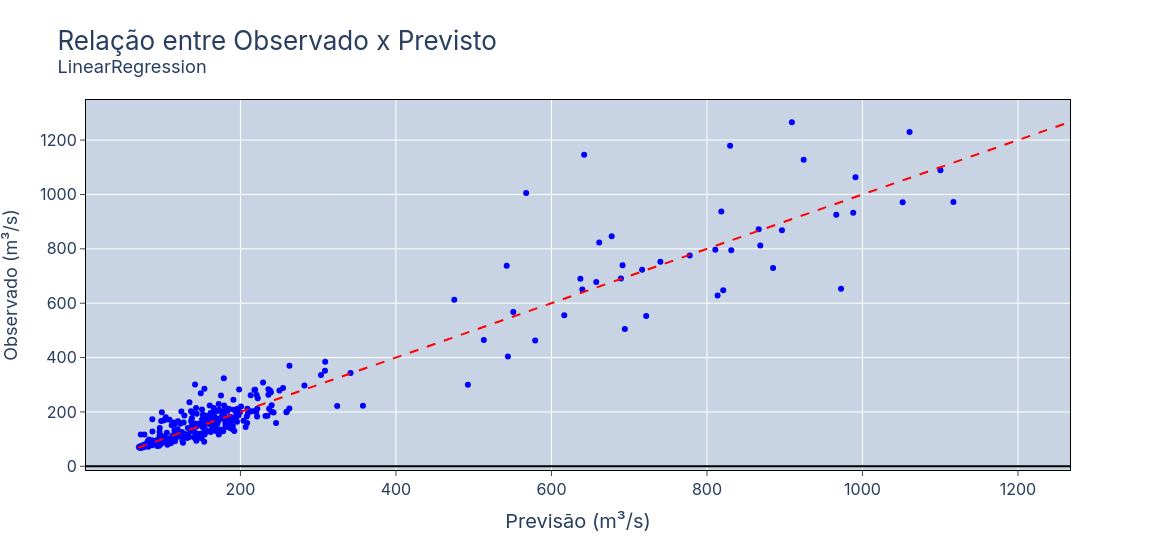 Relação entre Observado x Previsto
LinearRegression
Observado (m³/s)
1200
1000
800
600
400
200
0
200 400 600 800 1000 1200
Previsão (m³/s)